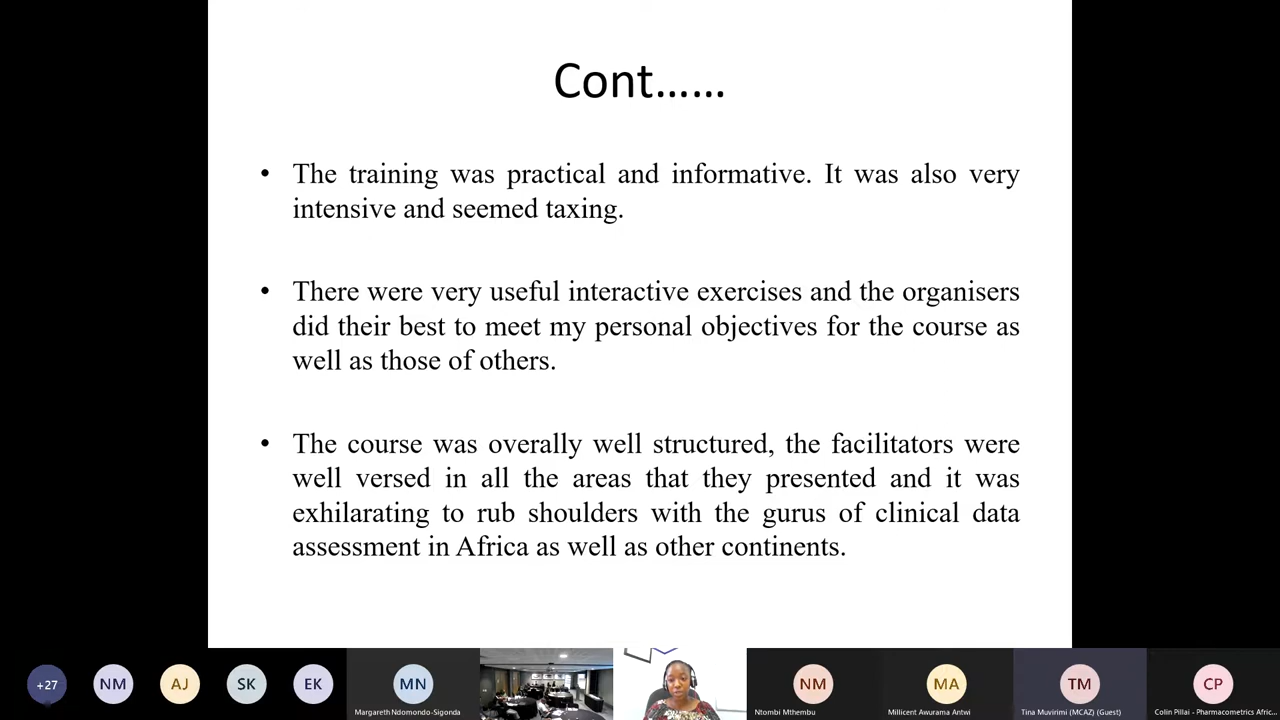 Cont......
• The training was practical and informative. It was also very
intensive and seemed taxing.
• There were very useful interactive exercises and the organisers
did their best to meet my personal objectives for the course as
well as those of others.
• The course was overally well structured, the facilitators were
well versed in all the areas that they presented and it was
exhilarating to rub shoulders with the gurus of clinical data
assessment in Africa as well as other continents.
+27
NM
AJ
SK
EK
MN
NM
MA
TM
CP
Margareth Ndomondo-Sigonda
Ntombi Mthembu
Millicent Awurama Antwi
Tina Muvirimi (MCAZ) (Guest)
Colin Pillai - Pharmacometrics Afric...